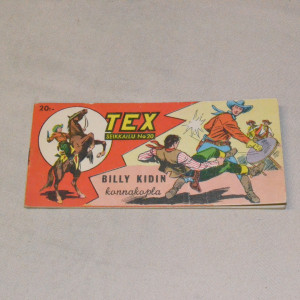 20:-
TEX
SEIKKAILU No 20
BILLY KIDIN
konnakopla